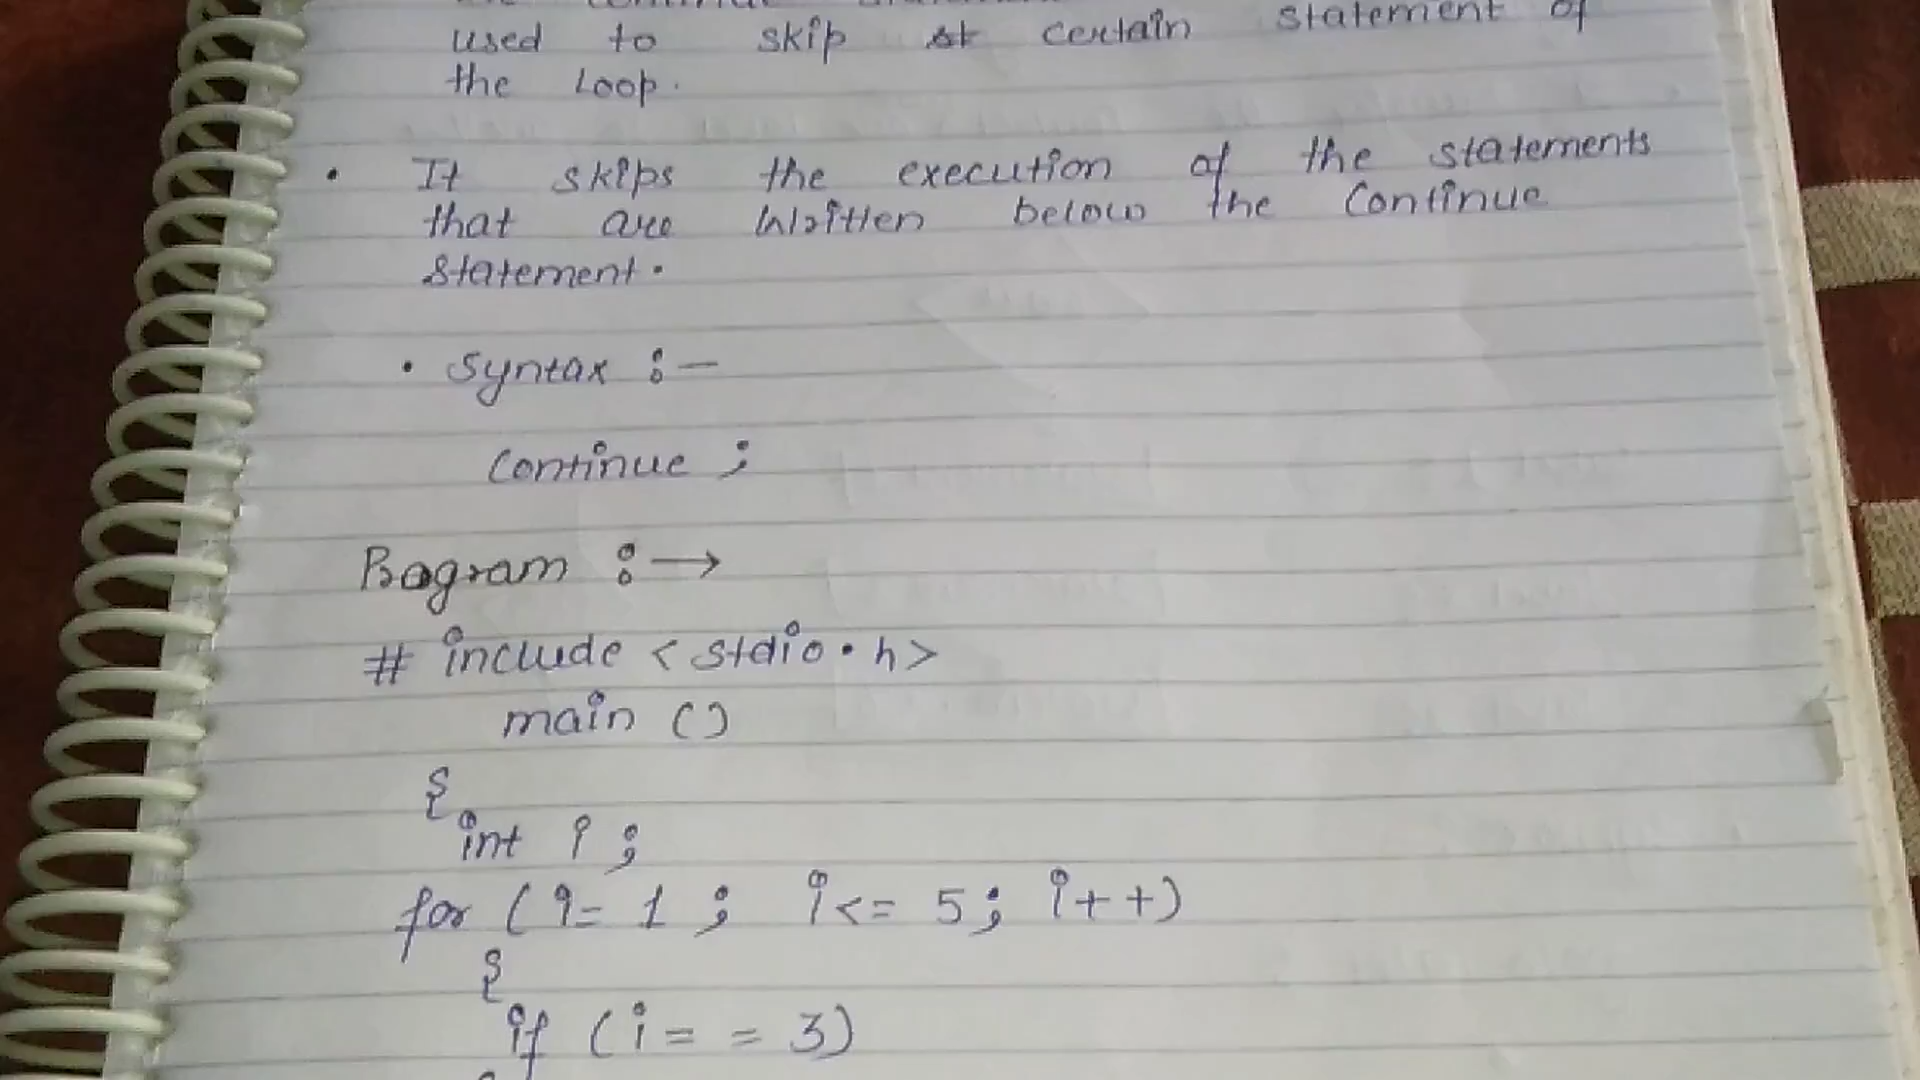 used to skip certain statement of
the Loop.
• It skips the execution of the statements
that are written below the Continue
statement.
• Syntax :-
Continue ;
Program :→
# include <stdio.h>
main ()
{
int i ;
for (i= 1 ; i<= 5; i++)
{
if (i= = 3)